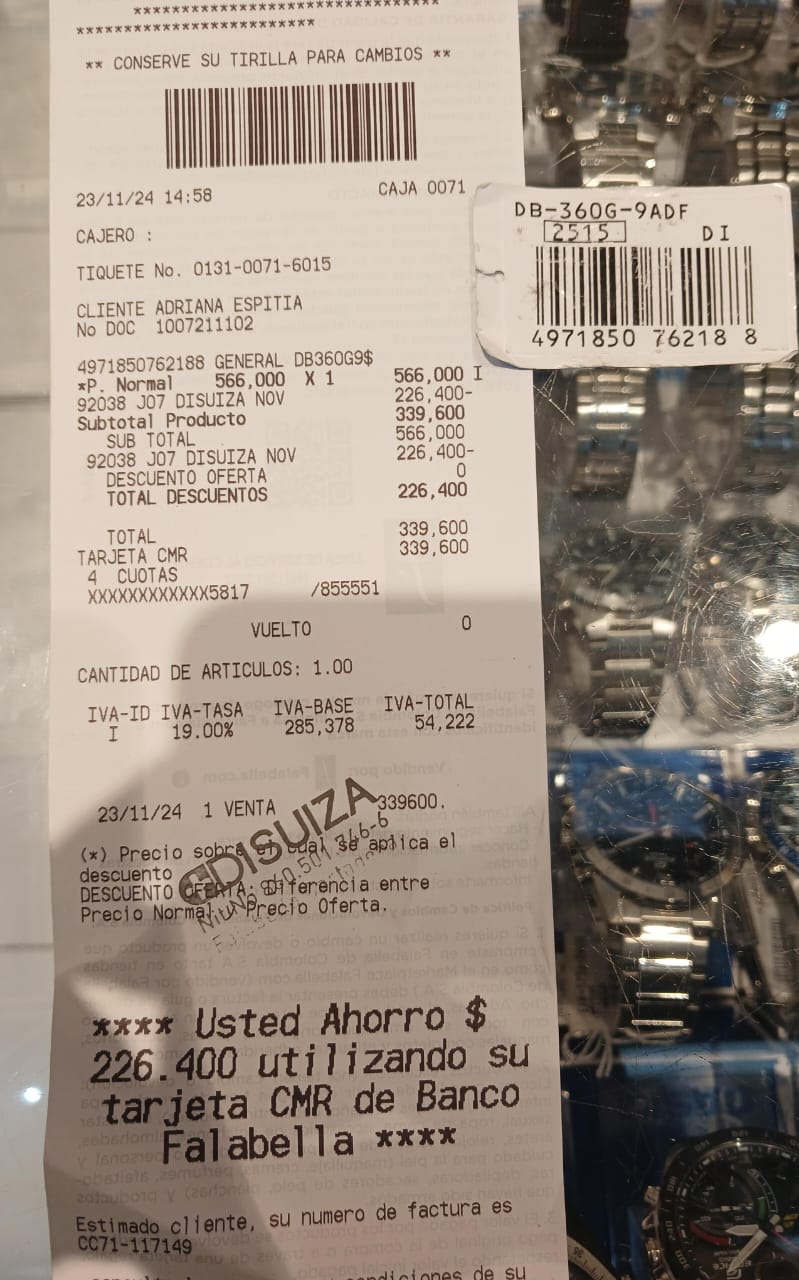 ******************************
************************
** CONSERVE SU TIRILLA PARA CAMBIOS **
23/11/24 14:58 CAJA 0071
CAJERO :
TIQUETE No. 0131-0071-6015
CLIENTE ADRIANA ESPITIA
No DOC 1007211102
4971850762188 GENERAL DB360G9$
*P. Normal 566,000 X 1 566,000 I
92038 J07 DISUIZA NOV 226,400-
Subtotal Producto 339,600
SUB TOTAL 566,000
92038 J07 DISUIZA NOV 226,400-
DESCUENTO OFERTA 0
TOTAL DESCUENTOS 226,400
TOTAL 339,600
TARJETA CMR 339,600
4 CUOTAS
XXXXXXXXXXXX5817 /855551
VUELTO 0
CANTIDAD DE ARTICULOS: 1.00
IVA-ID IVA-TASA IVA-BASE IVA-TOTAL
I 19.00% 285,378 54,222
23/11/24 1 VENTA 339600.
(*) Precio sobre el cual se aplica el
descuento
DESCUENTO OFERTA: Diferencia entre
Precio Normal y Precio Oferta.
DISUIZA
**** Usted Ahorro $
226.400 utilizando su
tarjeta CMR de Banco
Falabella ****
Estimado cliente, su numero de factura es
CC71-117149
DB-360G-9ADF
2515 DI
4971850 76218 8